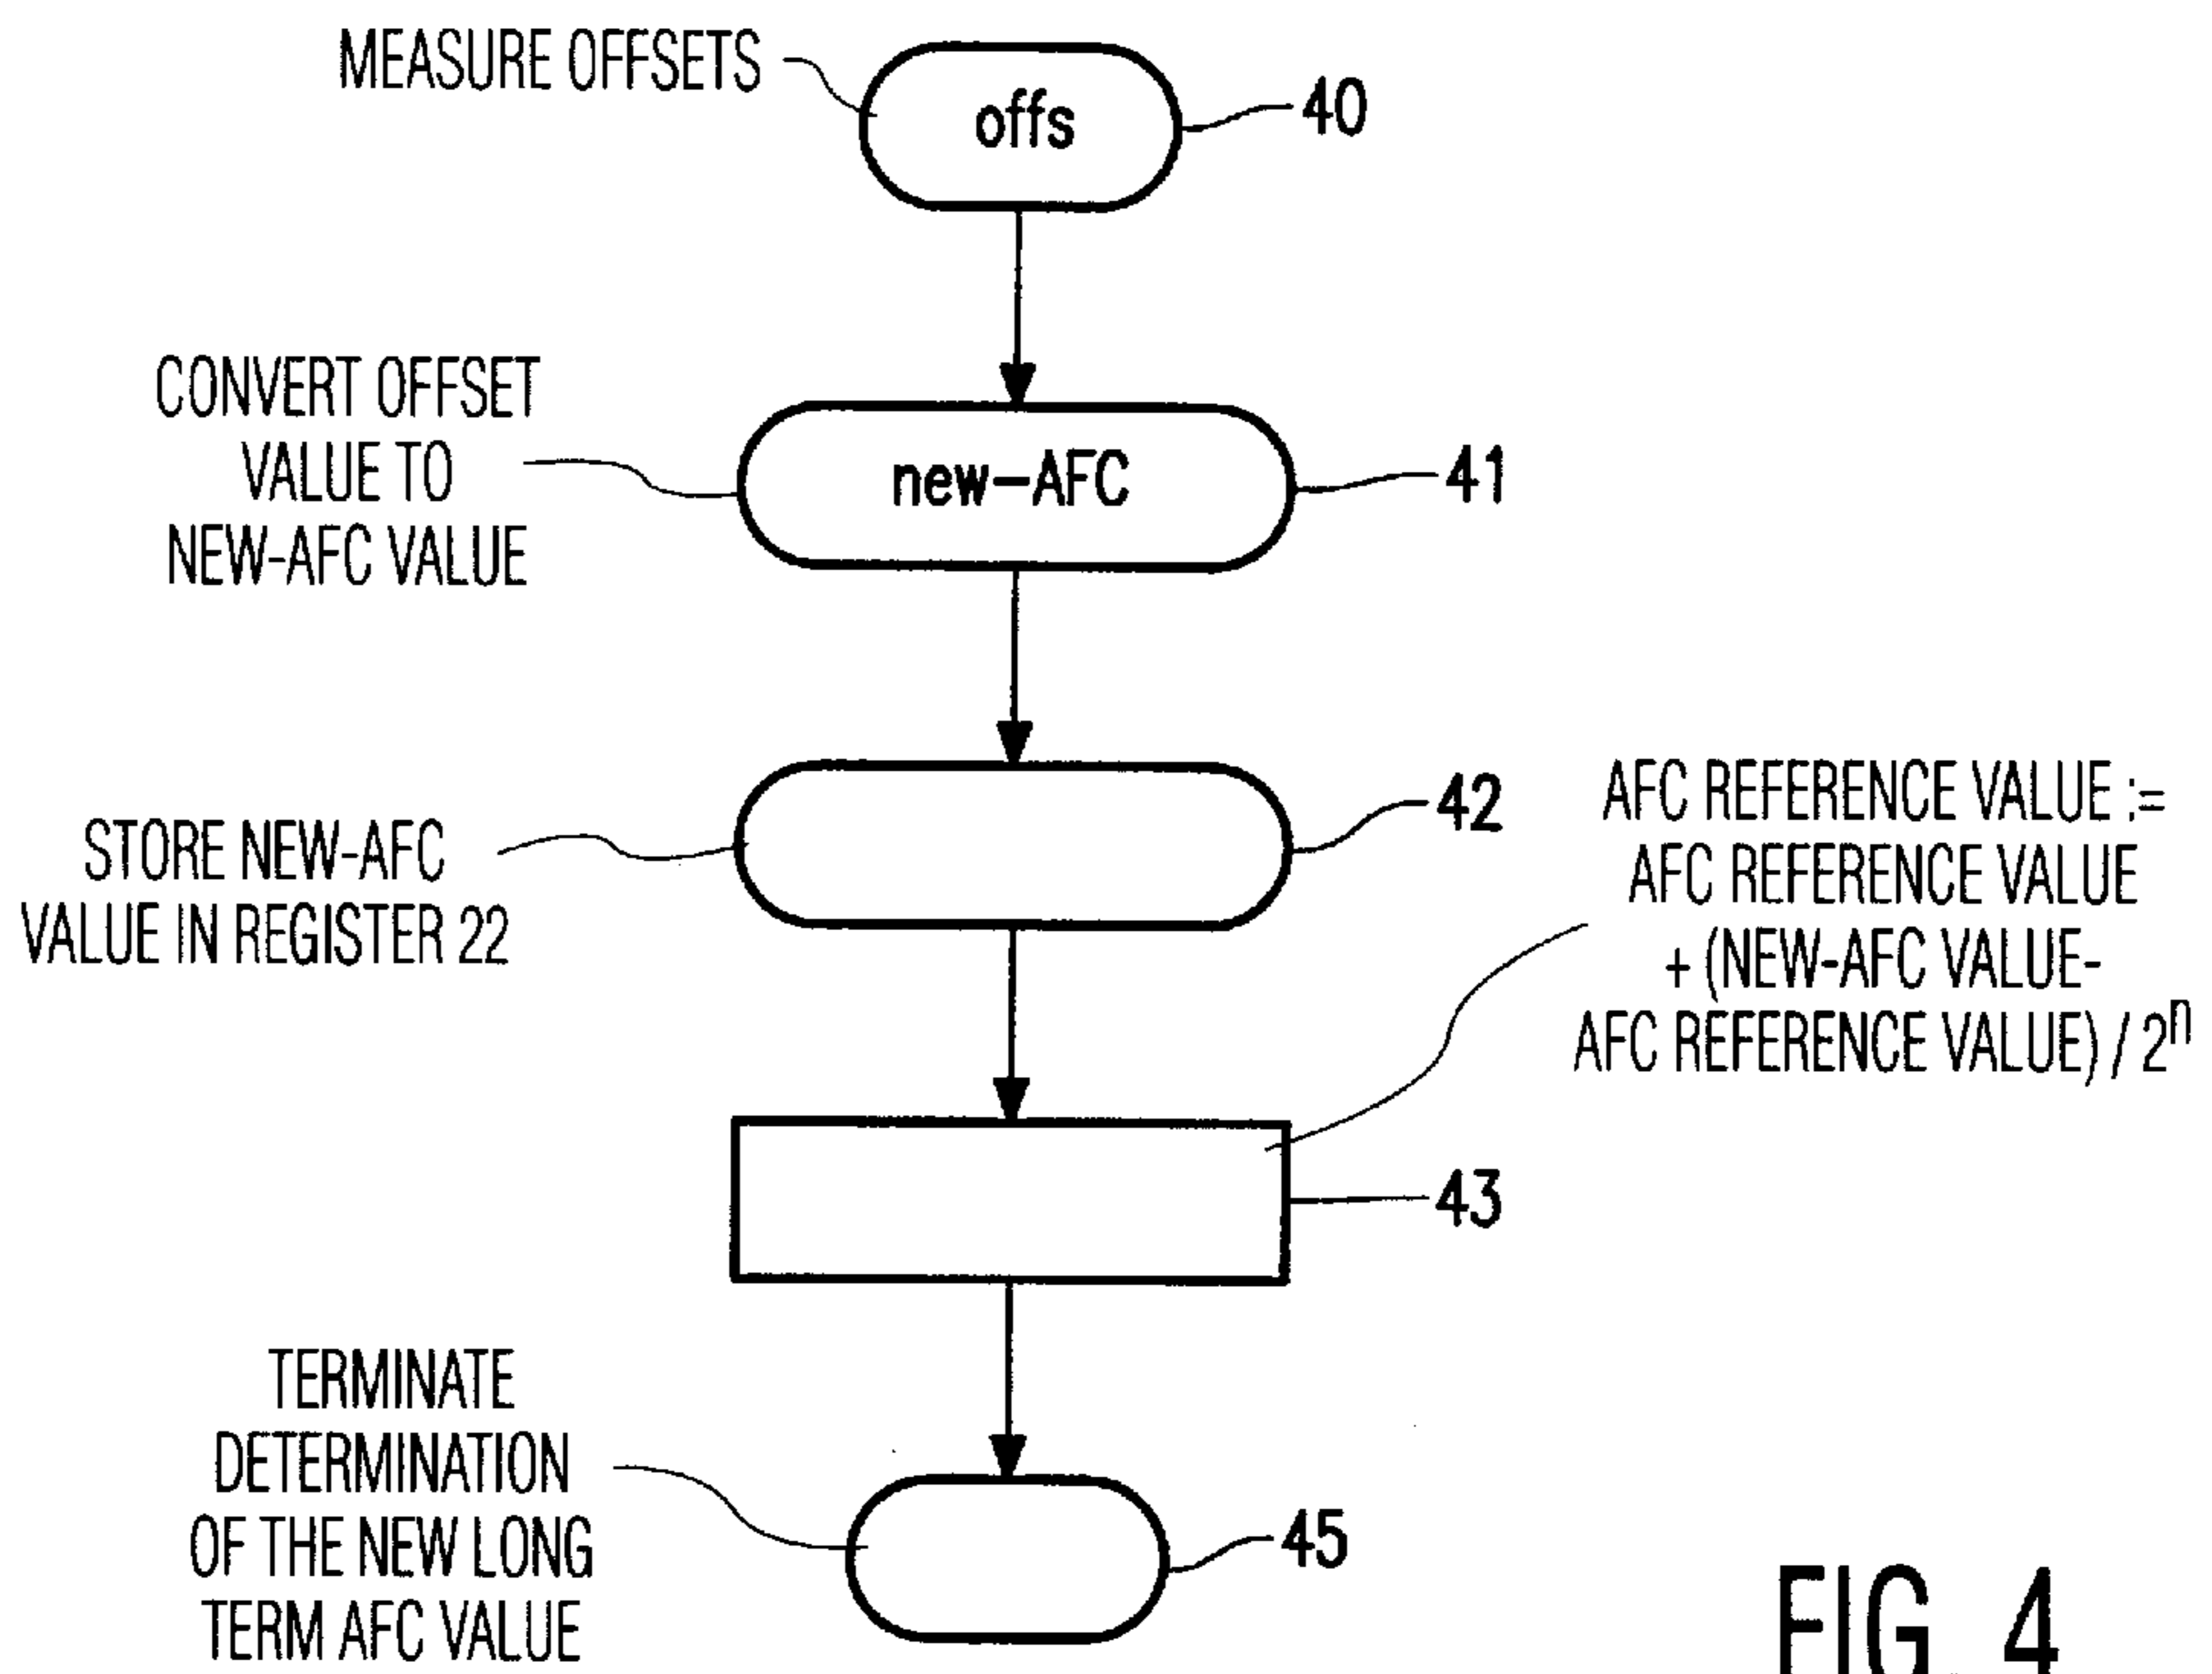 MEASURE OFFSETS
offs
40
CONVERT OFFSET
VALUE TO
NEW-AFC VALUE
new-AFC
41
STORE NEW-AFC
VALUE IN REGISTER 22
42
AFC REFERENCE VALUE :=
AFC REFERENCE VALUE
+ (NEW-AFC VALUE-
AFC REFERENCE VALUE) / 2ⁿ
43
TERMINATE
DETERMINATION
OF THE NEW LONG
TERM AFC VALUE
45
FIG. 4